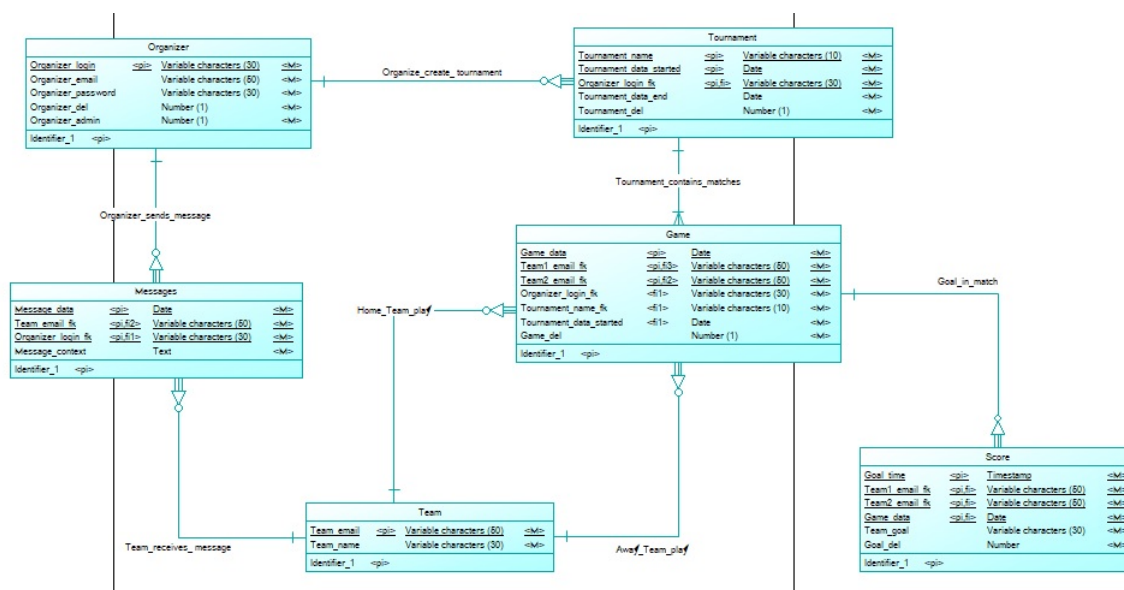 Organizer
Organizer_login <pi> Variable characters (30) <M>
Organizer_email Variable characters (50) <M>
Organizer_password Variable characters (30) <M>
Organizer_del Number (1) <M>
Organizer_admin Number (1) <M>
Identifier_1 <pi>
Organize_create_tournament
Tournament
Tournament_name <pi> Variable characters (10) <M>
Tournament_data_started <pi> Date <M>
Organizer_login_fk <pi,fi> Variable characters (30) <M>
Tournament_data_end Date <M>
Tournament_del Number (1) <M>
Identifier_1 <pi>
Tournament_contains_matches
Organizer_sends_message
Game
Game_data <pi> Date <M>
Team1_email_fk <pi,fi3> Variable characters (50) <M>
Team2_email_fk <pi,fi2> Variable characters (50) <M>
Organizer_login_fk <fi1> Variable characters (30) <M>
Tournament_name_fk <fi1> Variable characters (10) <M>
Tournament_data_started <fi1> Date <M>
Game_del Number (1) <M>
Identifier_1 <pi>
Goal_in_match
Messages
Message_data <pi> Date <M>
Team_email_fk <pi,fi2> Variable characters (50) <M>
Organizer_login_fk <pi,fi1> Variable characters (30) <M>
Message_context Text <M>
Identifier_1 <pi>
Home_Team_play
Score
Goal_time <pi> Timestamp <M>
Team1_email_fk <pi,fi> Variable characters (50) <M>
Team2_email_fk <pi,fi> Variable characters (50) <M>
Game_data <pi,fi> Date <M>
Team_goal Variable characters (30) <M>
Goal_del Number <M>
Identifier_1 <pi>
Team
Team_email <pi> Variable characters (50) <M>
Team_name Variable characters (30) <M>
Identifier_1 <pi>
Team_receives_message
Away_Team_play